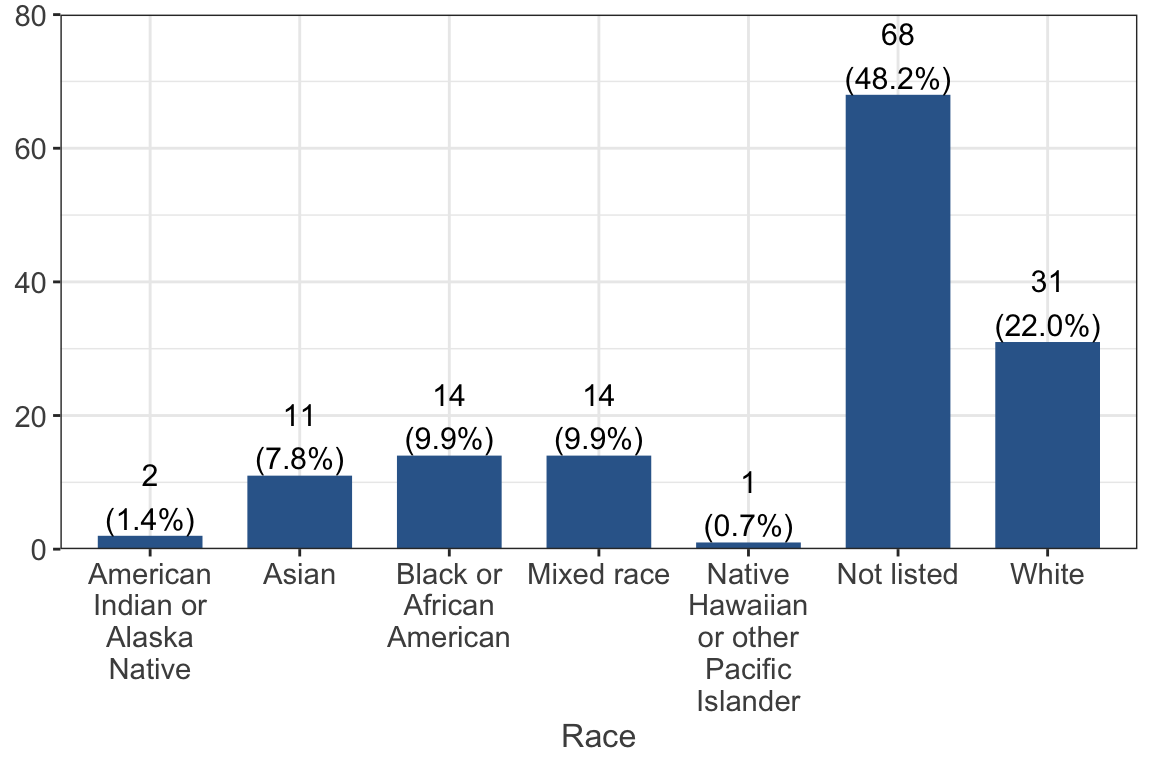 80
60
40
20
0
2
(1.4%)
11
(7.8%)
14
(9.9%)
14
(9.9%)
1
(0.7%)
68
(48.2%)
31
(22.0%)
American
Indian or
Alaska
Native
Asian
Black or
African
American
Mixed race
Native
Hawaiian
or other
Pacific
Islander
Not listed
White
Race